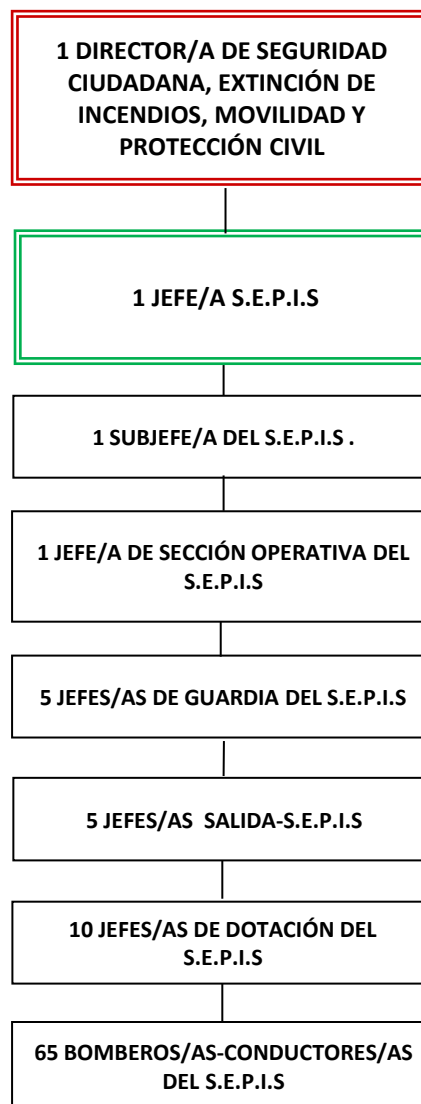 1 DIRECTOR/A DE SEGURIDAD
CIUDADANA, EXTINCIÓN DE
INCENDIOS, MOVILIDAD Y
PROTECCIÓN CIVIL
1 JEFE/A S.E.P.I.S
1 SUBJEFE/A DEL S.E.P.I.S .
1 JEFE/A DE SECCIÓN OPERATIVA DEL
S.E.P.I.S
5 JEFES/AS DE GUARDIA DEL S.E.P.I.S
5 JEFES/AS SALIDA-S.E.P.I.S
10 JEFES/AS DE DOTACIÓN DEL
S.E.P.I.S
65 BOMBEROS/AS-CONDUCTORES/AS
DEL S.E.P.I.S